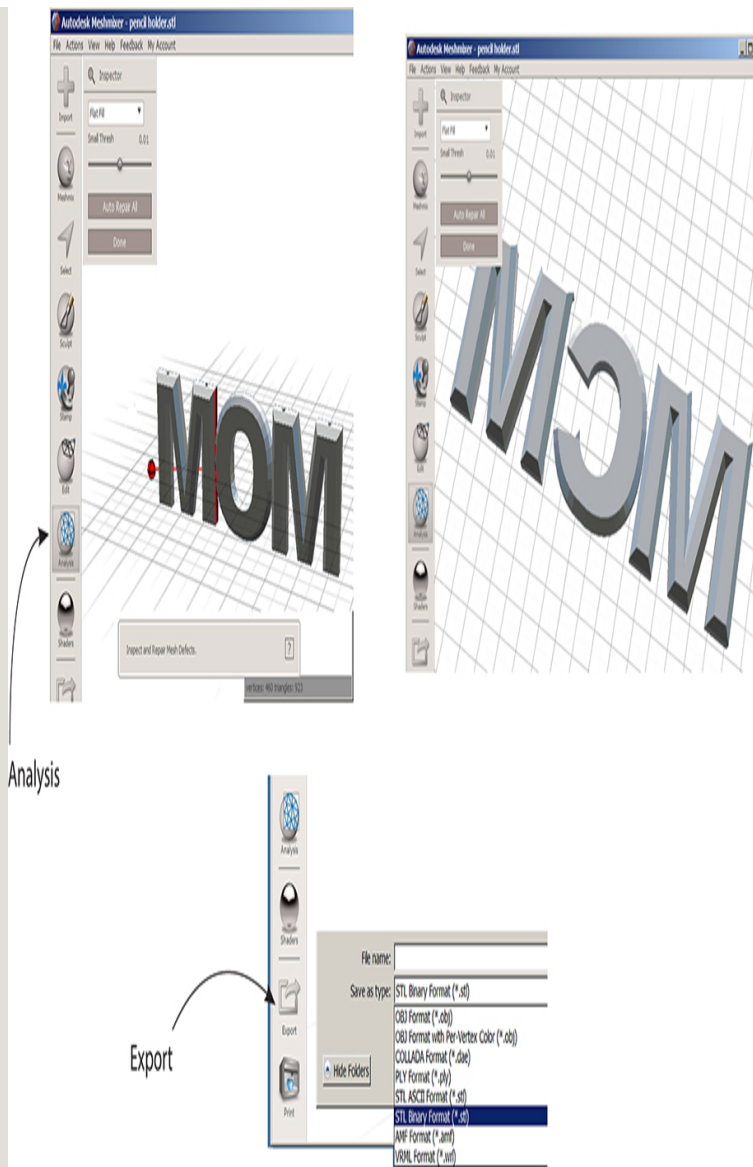 Autodesk Meshmixer - pencil holder.stl
File Actions View Help Feedback My Account
Import
Meshmix
Select
Sculpt
Stamp
Edit
Analysis
Shaders
Inspector
Flat Fill
Small Thresh 0.01
Auto Repair All
Done
MOM
Inspect and Repair Mesh Defects.
?
vertices: 460 triangles: 923
Analysis
Autodesk Meshmixer - pencil holder.stl
File Actions View Help Feedback My Account
Import
Meshmix
Select
Sculpt
Stamp
Edit
Analysis
Shaders
Inspector
Flat Fill
Small Thresh 0.01
Auto Repair All
Done
Analysis
Shaders
Export
Print
Export
File name:
Save as type: STL Binary Format (*.stl)
OBJ Format (*.obj)
OBJ Format with Per-Vertex Color (*.obj)
COLLADA Format (*.dae)
PLY Format (*.ply)
STL ASCII Format (*.stl)
STL Binary Format (*.stl)
AMF Format (*.amf)
VRML Format (*.wrl)
Hide Folders